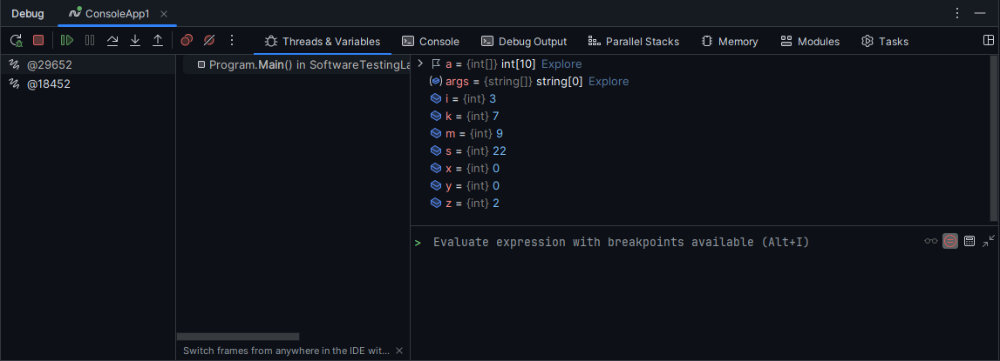 Debug ConsoleApp1
Threads & Variables Console Debug Output Parallel Stacks Memory Modules Tasks
@29652
@18452
Program.Main() in SoftwareTestingLa
a = {int[]} int[10] Explore
args = {string[]} string[0] Explore
i = {int} 3
k = {int} 7
m = {int} 9
s = {int} 22
x = {int} 0
y = {int} 0
z = {int} 2
> Evaluate expression with breakpoints available (Alt+I)
Switch frames from anywhere in the IDE wit...